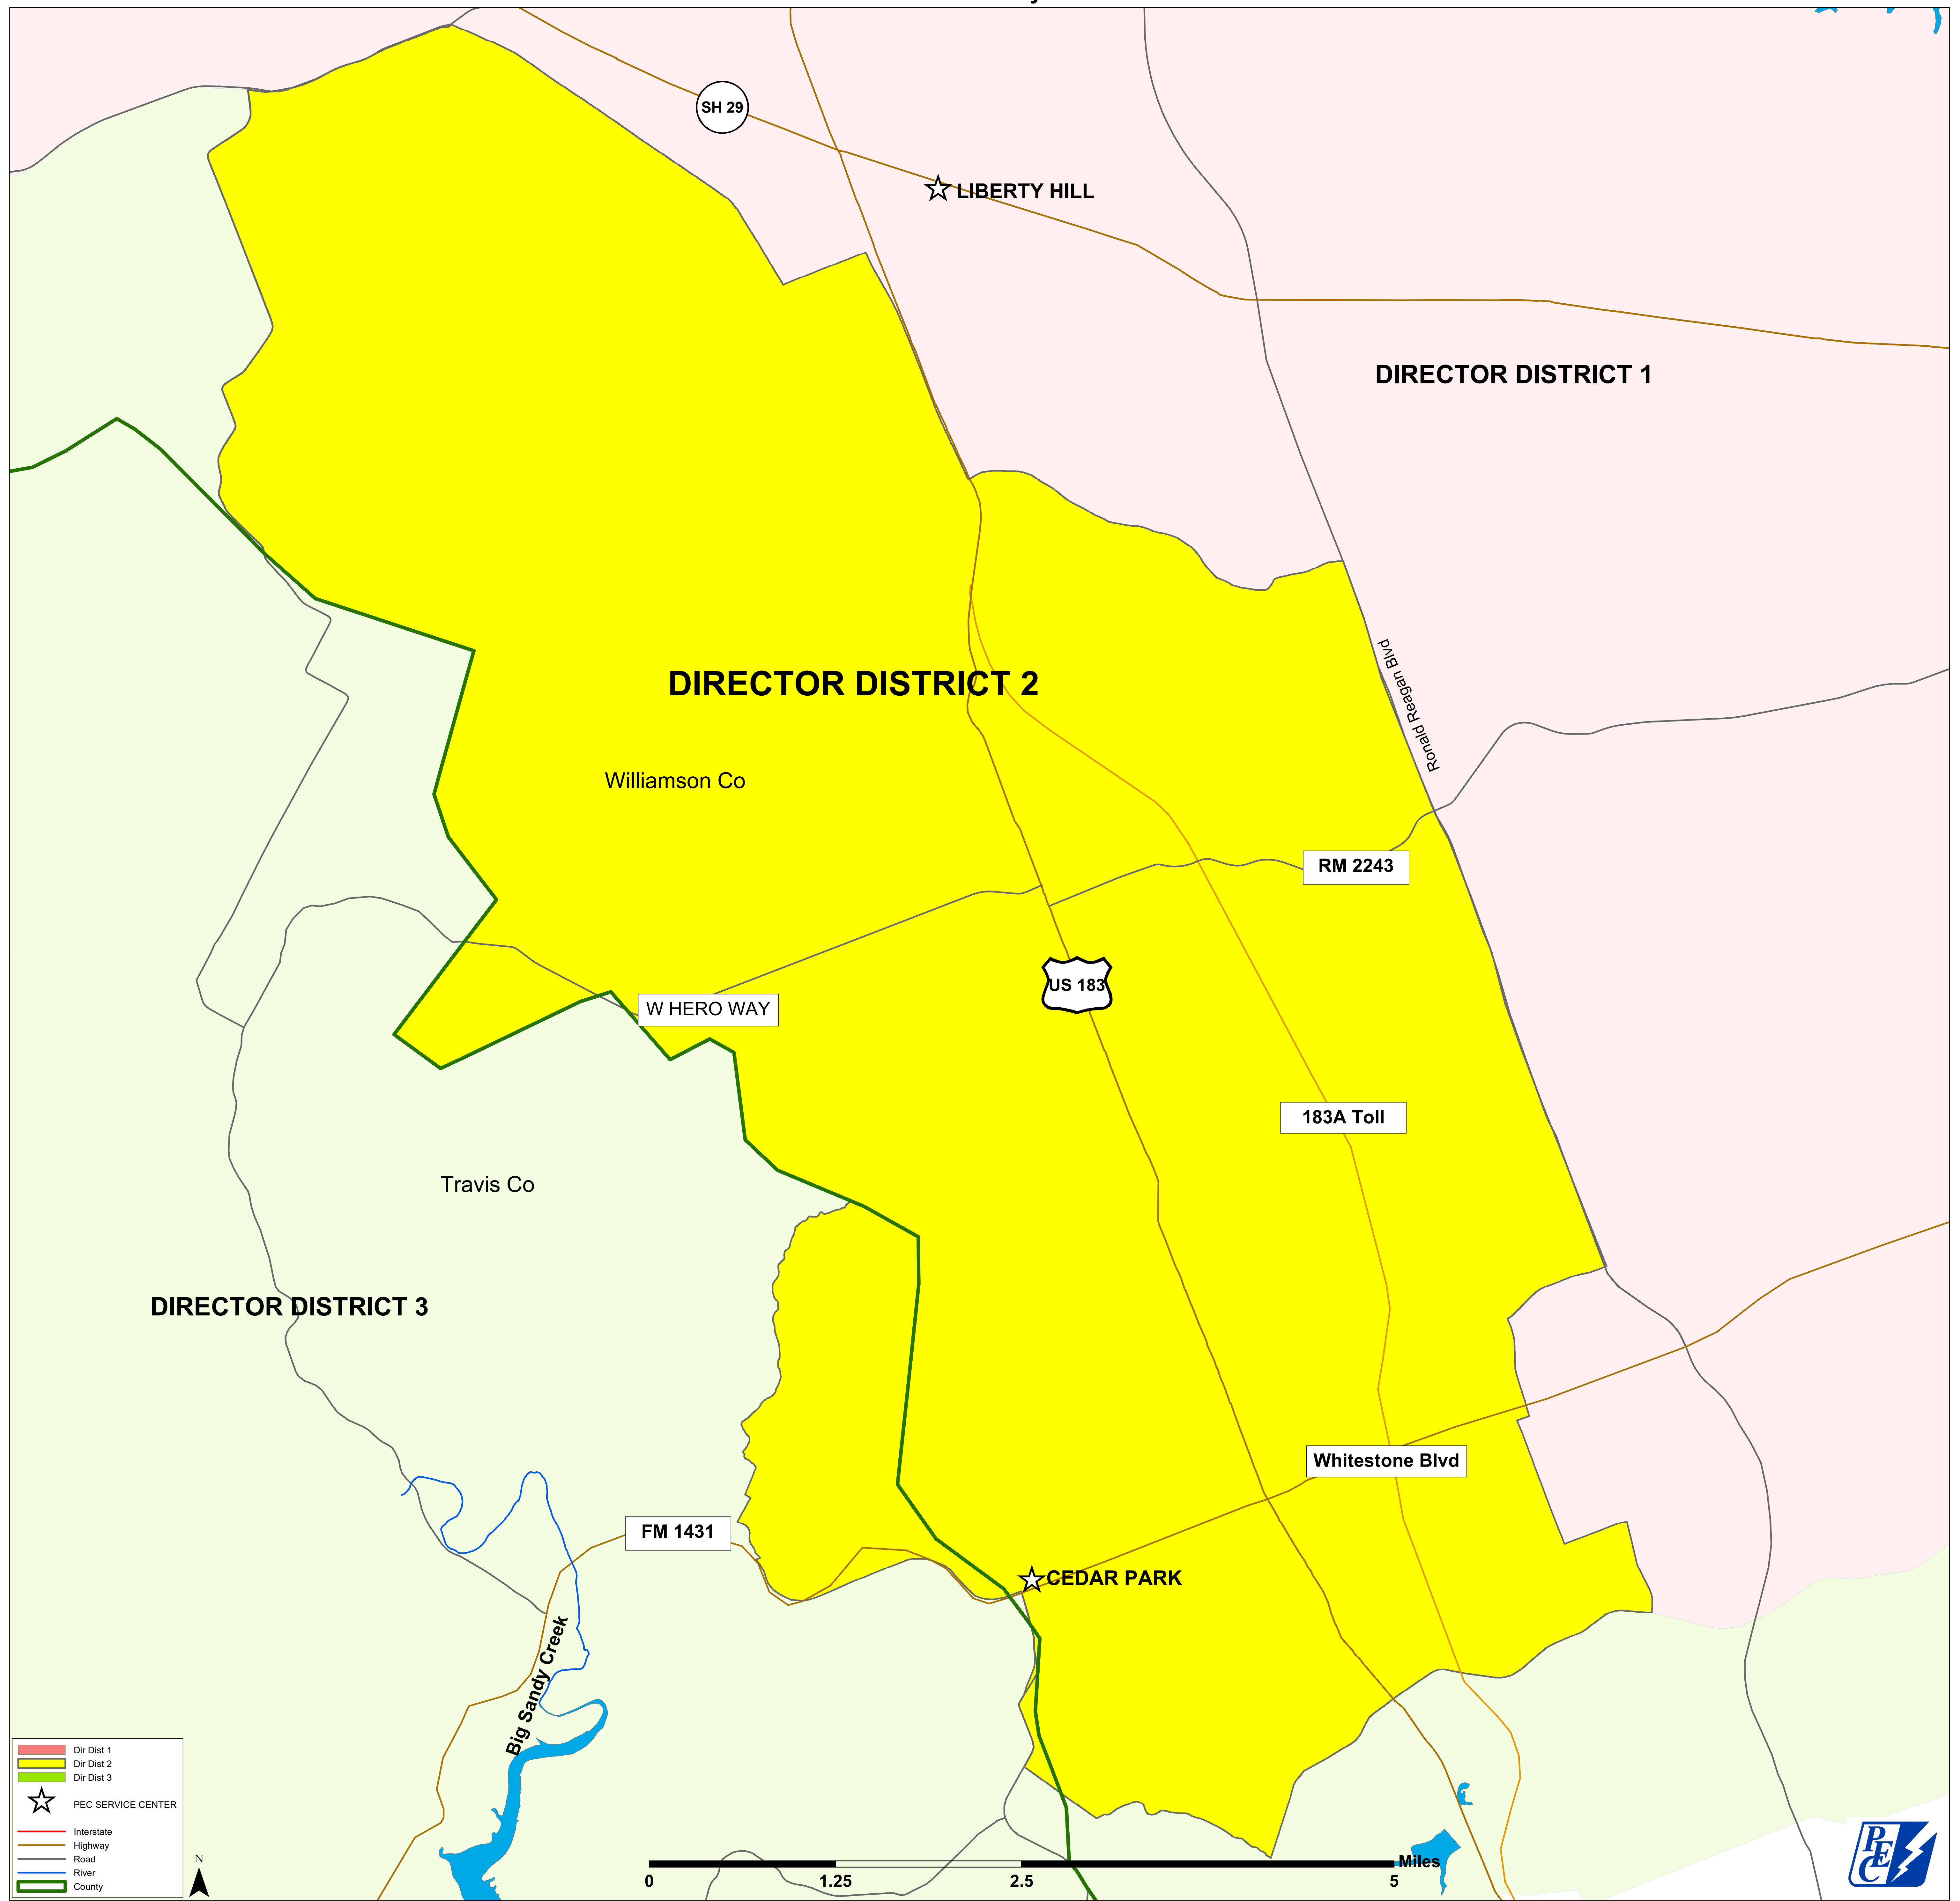 SH 29
LIBERTY HILL
DIRECTOR DISTRICT 1
Ronald Reagan Blvd
DIRECTOR DISTRICT 2
Williamson Co
RM 2243
US 183
W HERO WAY
183A Toll
Travis Co
DIRECTOR DISTRICT 3
Whitestone Blvd
FM 1431
CEDAR PARK
Big Sandy Creek
Dir Dist 1
Dir Dist 2
Dir Dist 3
PEC SERVICE CENTER
Interstate
Highway
Road
River
County
N
Miles
0 1.25 2.5 5
PEC